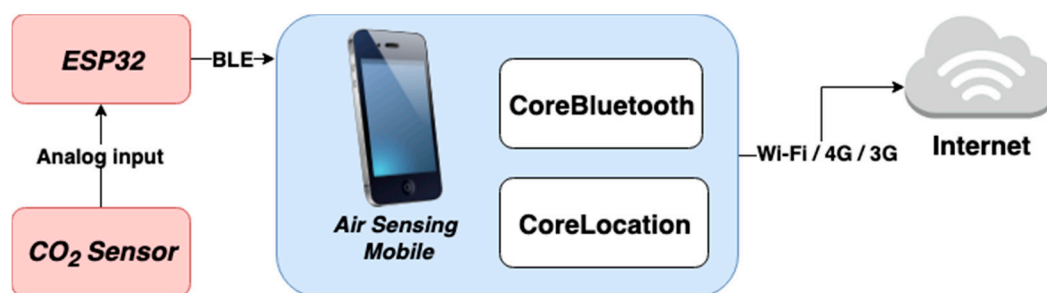 ESP32
BLE
Analog input
CO₂ Sensor
Air Sensing
Mobile
CoreBluetooth
CoreLocation
Wi-Fi / 4G / 3G
Internet